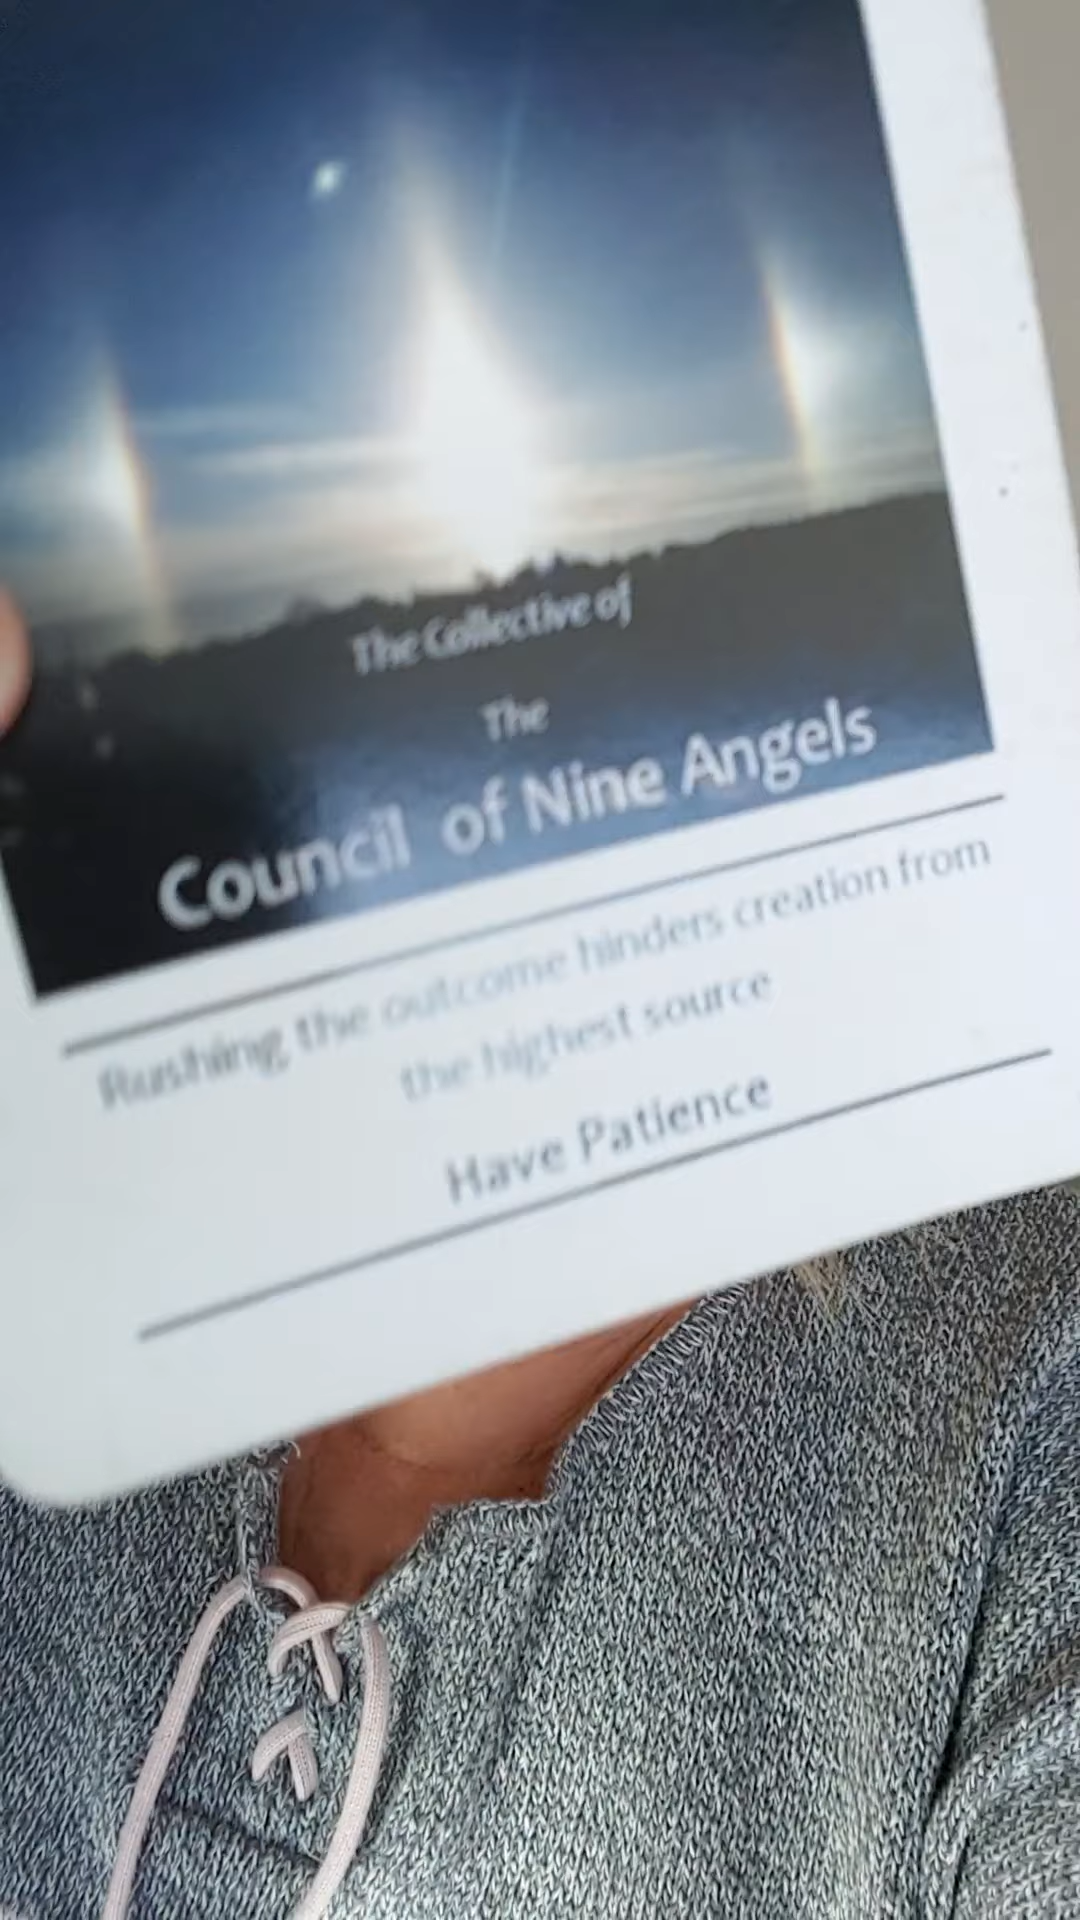 The Collective of
The
Council of Nine Angels
Rushing the outcome hinders creation from
the highest source
Have Patience